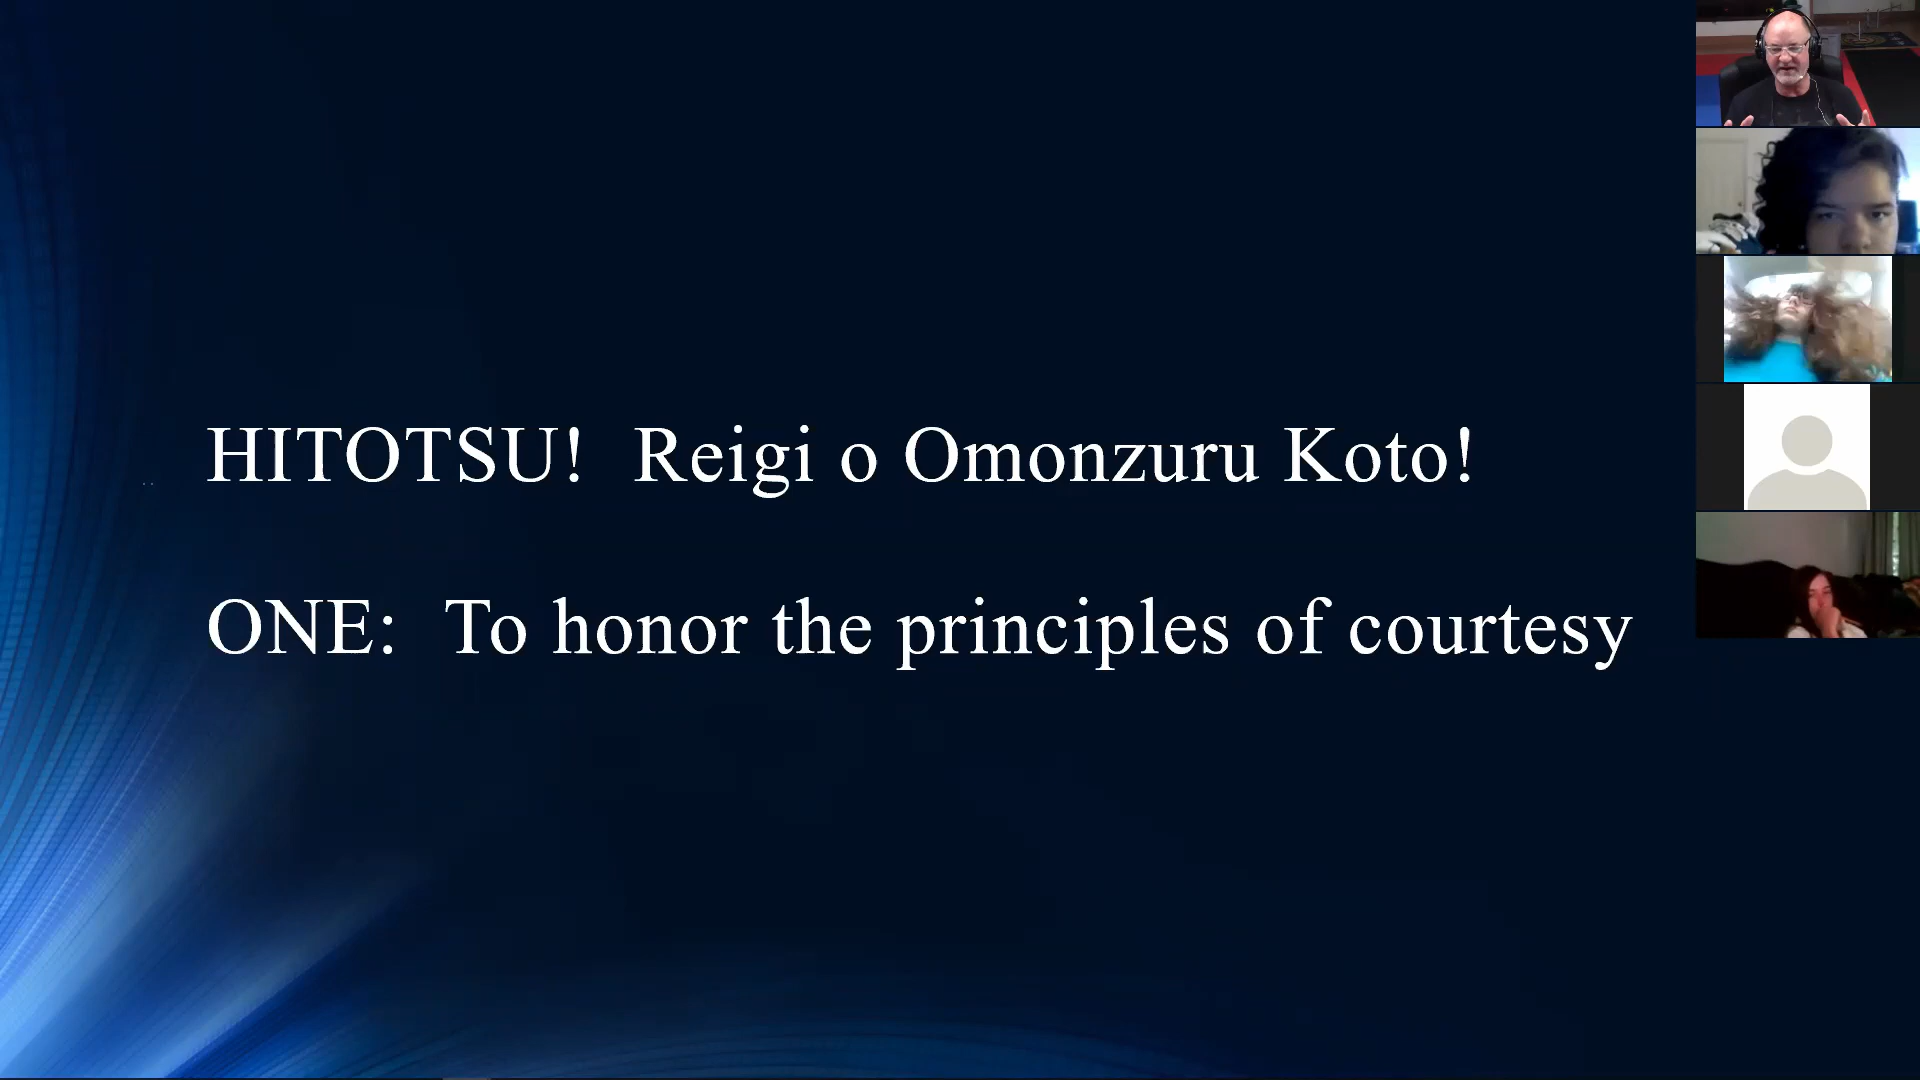 HITOTSU!  Reigi o Omonzuru Koto!
ONE:  To honor the principles of courtesy